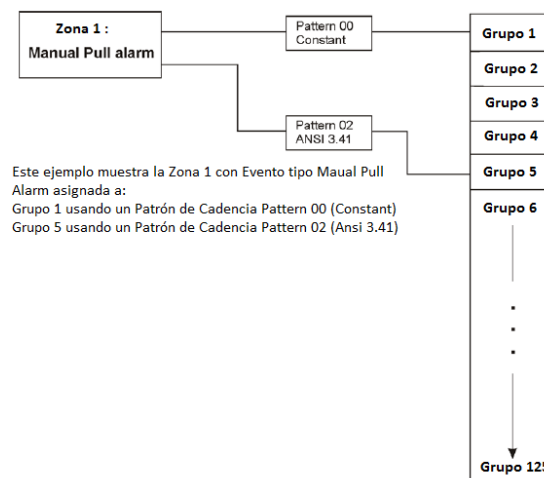 Zona 1 :
Manual Pull alarm
Pattern 00
Constant
Pattern 02
ANSI 3.41
Este ejemplo muestra la Zona 1 con Evento tipo Maual Pull
Alarm asignada a:
Grupo 1 usando un Patrón de Cadencia Pattern 00 (Constant)
Grupo 5 usando un Patrón de Cadencia Pattern 02 (Ansi 3.41)
Grupo 1
Grupo 2
Grupo 3
Grupo 4
Grupo 5
Grupo 6
Grupo 125